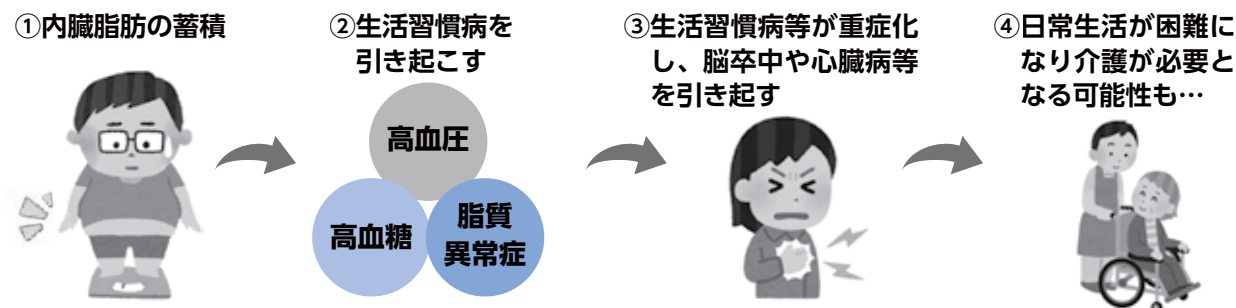 ①内臓脂肪の蓄積
②生活習慣病を
引き起こす
高血圧
高血糖
脂質
異常症
③生活習慣病等が重症化
し、脳卒中や心臓病等
を引き起す
④日常生活が困難に
なり介護が必要と
なる可能性も…